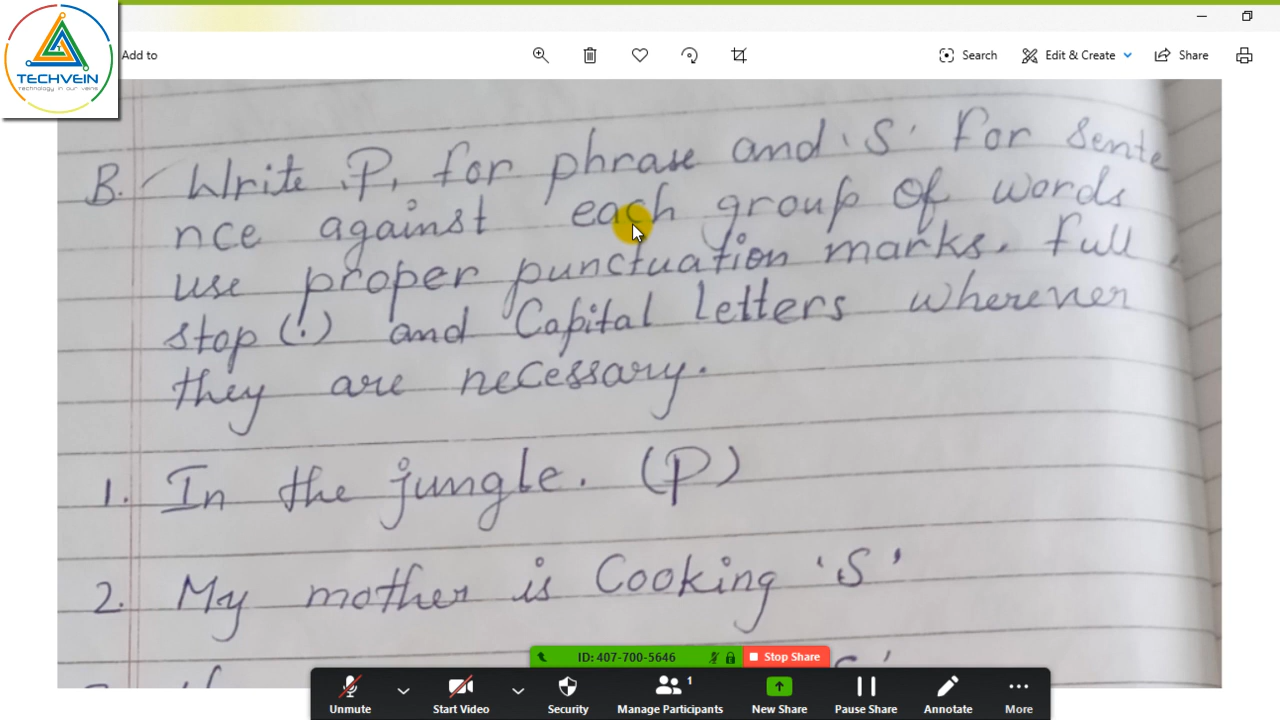 TECHVEIN
Technology in our veins
Add to
Search
Edit & Create
Share
B. Write 'P' for phrase and 'S' For sente
nce against each group of words
use proper punctuation marks. full
stop (.) and Capital letters wherever
they are necessary.
1. In the jungle. (P)
2. My mother is Cooking 'S'
ID: 407-700-5646
Stop Share
Unmute
Start Video
Security
Manage Participants
1
New Share
Pause Share
Annotate
More